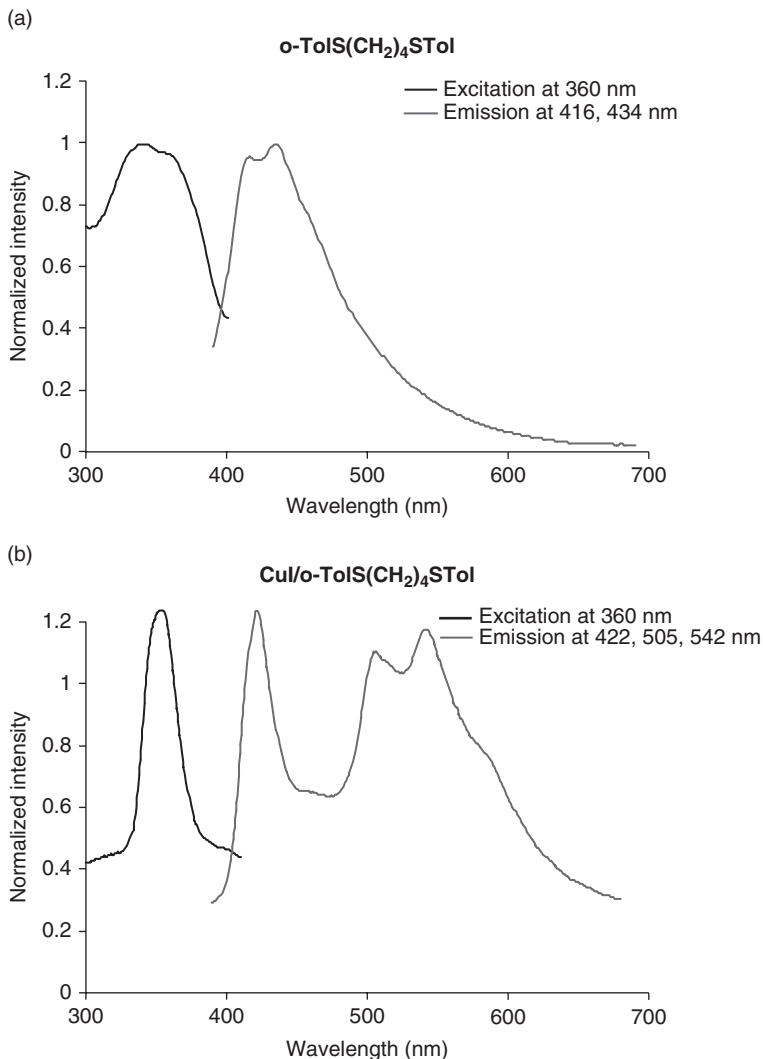 (a)
o-TolS(CH2)4STol
Excitation at 360 nm
Emission at 416, 434 nm
1.2
1
0.8
0.6
0.4
0.2
0
Normalized intensity
300 400 500 600 700
Wavelength (nm)
(b)
CuI/o-TolS(CH2)4STol
Excitation at 360 nm
Emission at 422, 505, 542 nm
1.2
1
0.8
0.6
0.4
0.2
0
Normalized intensity
300 400 500 600 700
Wavelength (nm)